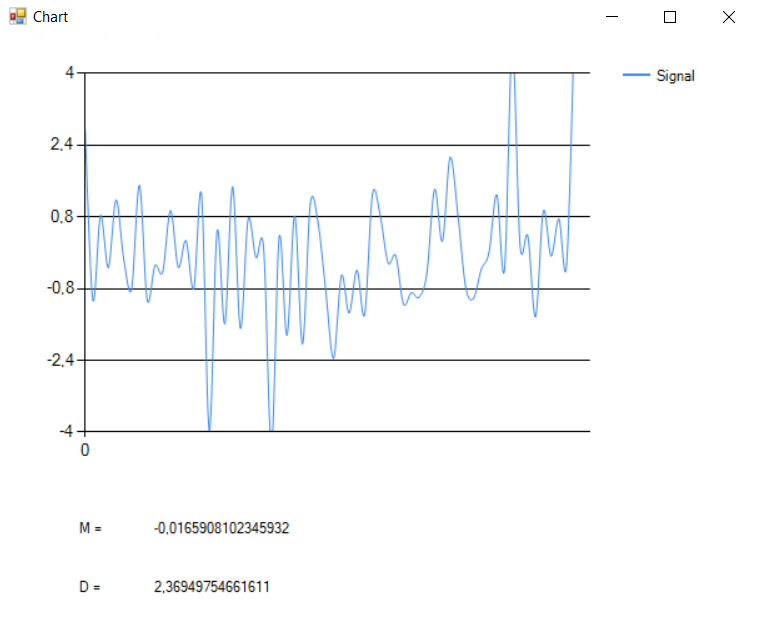 Chart
4
Signal
2,4
0,8
-0,8
-2,4
-4
0
M = -0,0165908102345932
D = 2,36949754661611